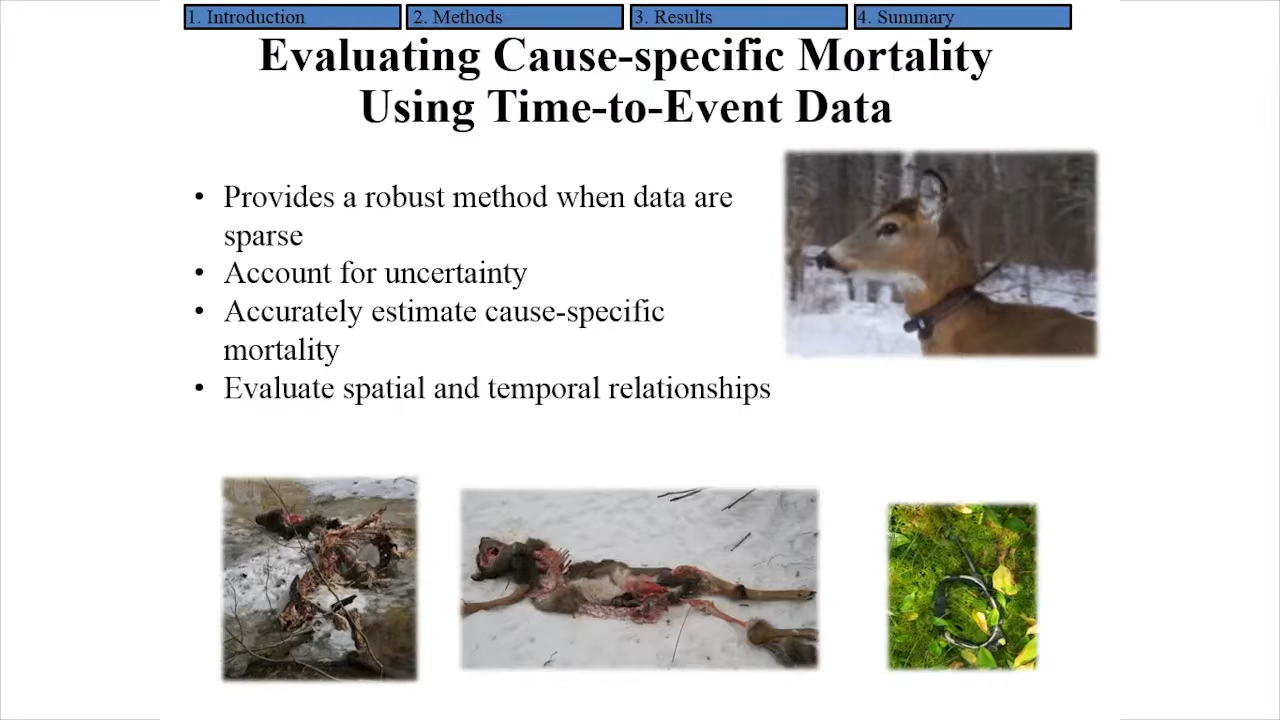 1. Introduction
2. Methods
3. Results
4. Summary
Evaluating Cause-specific Mortality
Using Time-to-Event Data
• Provides a robust method when data are
sparse
• Account for uncertainty
• Accurately estimate cause-specific
mortality
• Evaluate spatial and temporal relationships